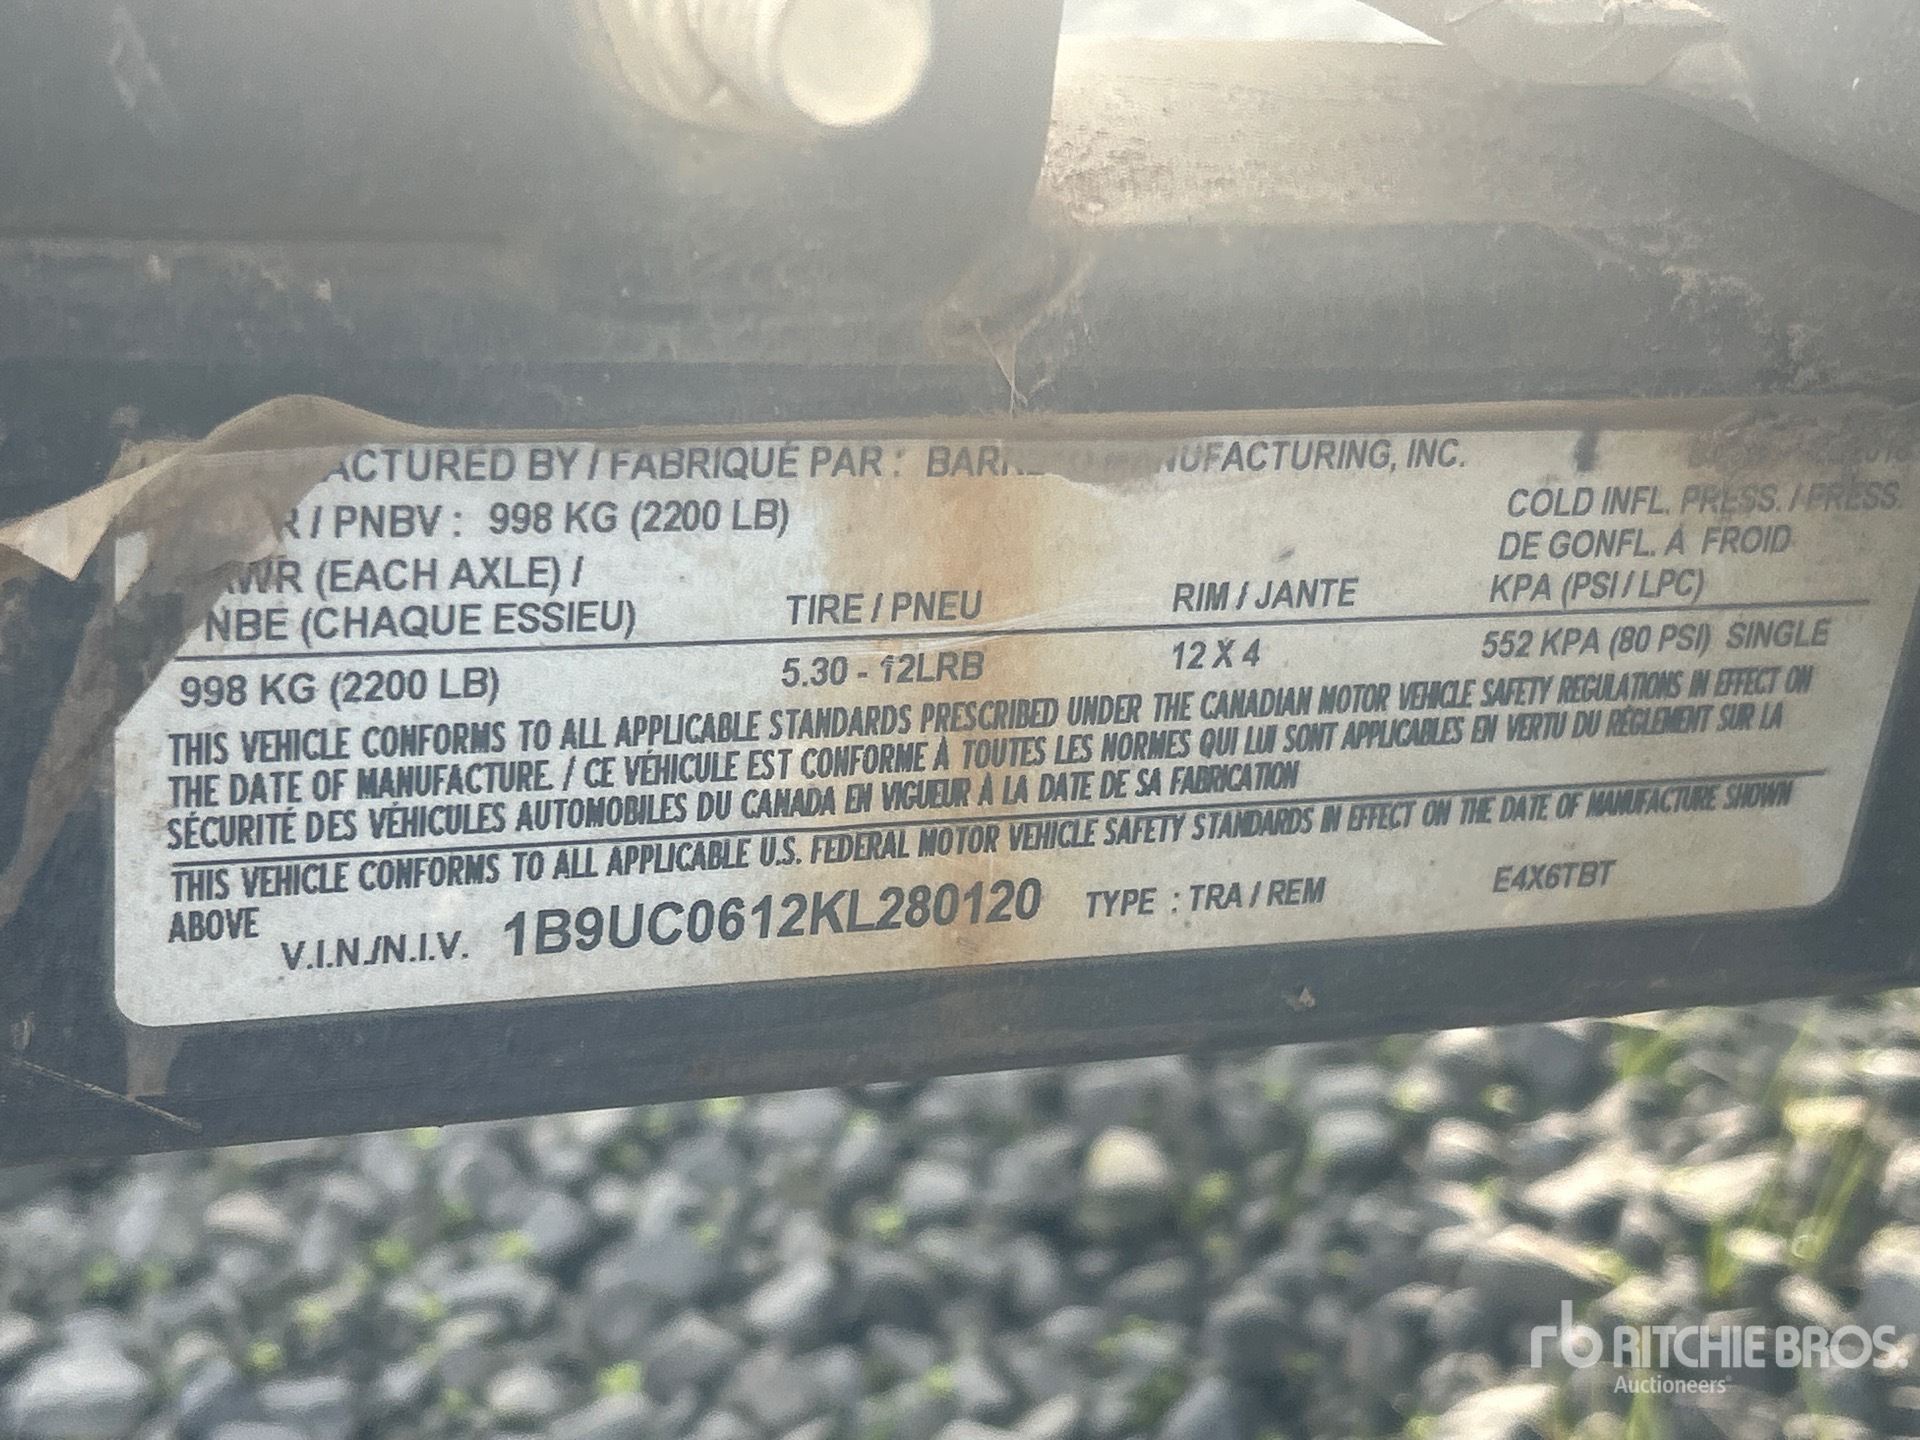 ACTURED BY / FABRIQUÉ PAR : BARR MANUFACTURING, INC.
R / PNBV : 998 KG (2200 LB)
COLD INFL. PRESS. / PRESS.
DE GONFL. À FROID
WR (EACH AXLE) /
NBE (CHAQUE ESSIEU) TIRE / PNEU RIM / JANTE KPA (PSI / LPC)
998 KG (2200 LB) 5.30 - 12LRB 12 X 4 552 KPA (80 PSI) SINGLE
THIS VEHICLE CONFORMS TO ALL APPLICABLE STANDARDS PRESCRIBED UNDER THE CANADIAN MOTOR VEHICLE SAFETY REGULATIONS IN EFFECT ON
THE DATE OF MANUFACTURE. / CE VÉHICULE EST CONFORME À TOUTES LES NORMES QUI LUI SONT APPLICABLES EN VERTU DU RÈGLEMENT SUR LA
SÉCURITÉ DES VÉHICULES AUTOMOBILES DU CANADA EN VIGUEUR À LA DATE DE SA FABRICATION
THIS VEHICLE CONFORMS TO ALL APPLICABLE U.S. FEDERAL MOTOR VEHICLE SAFETY STANDARDS IN EFFECT ON THE DATE OF MANUFACTURE SHOWN
ABOVE
V.I.N./N.I.V. 1B9UC0612KL280120 TYPE : TRA / REM E4X6TBT
rb RITCHIE BROS.
Auctioneers